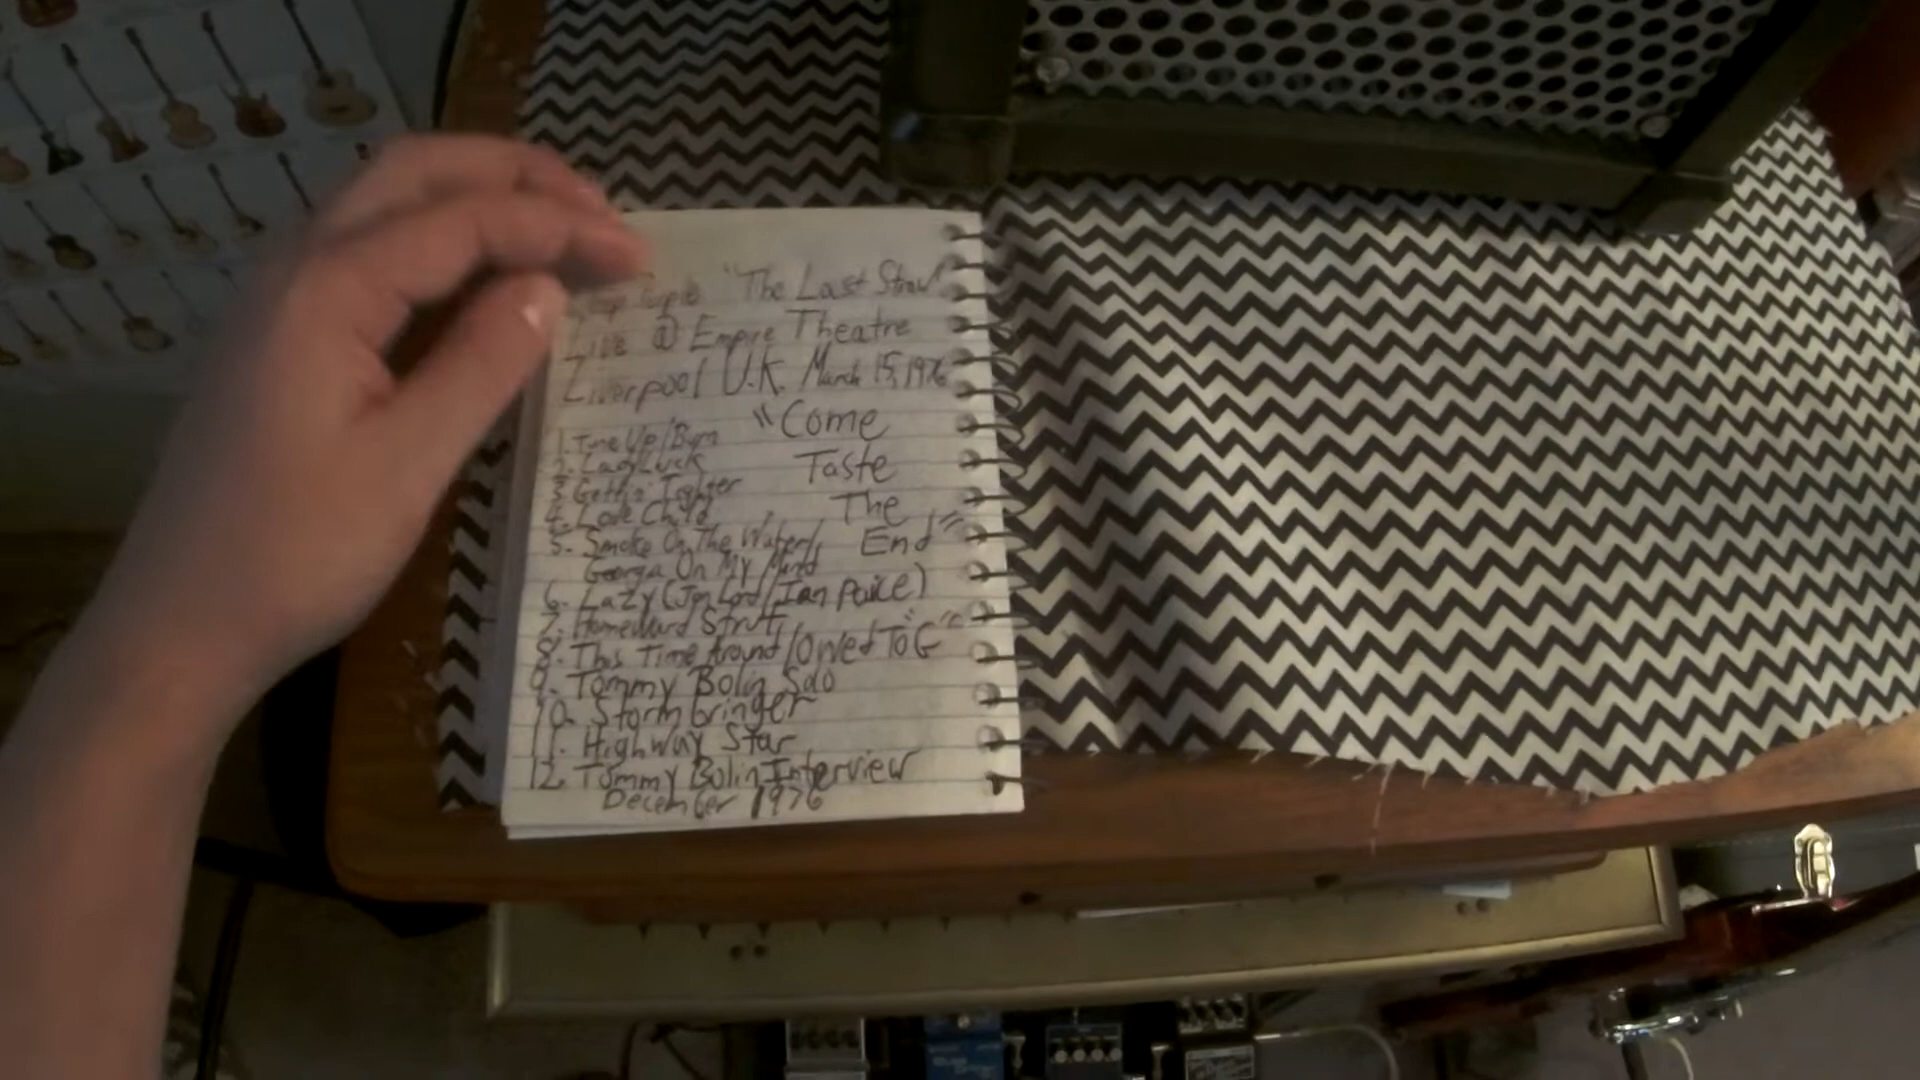 Deep Purple "The Last Straw"
Live @ Empire Theatre
Liverpool U.K. March 15, 1976
"Come
Taste
The
End"
1. Tune Up/Burn
2. Lady Luck
3. Gettin' Tighter
4. Love Child
5. Smoke On The Water/
Georgia On My Mind
6. Lazy (Jon Lord/Ian Paice)
7. Homeward Strut
8. This Time Around/Owed To "G"
9. Tommy Bolin Solo
10. Stormbringer
11. Highway Star
12. Tommy Bolin Interview
December 1976